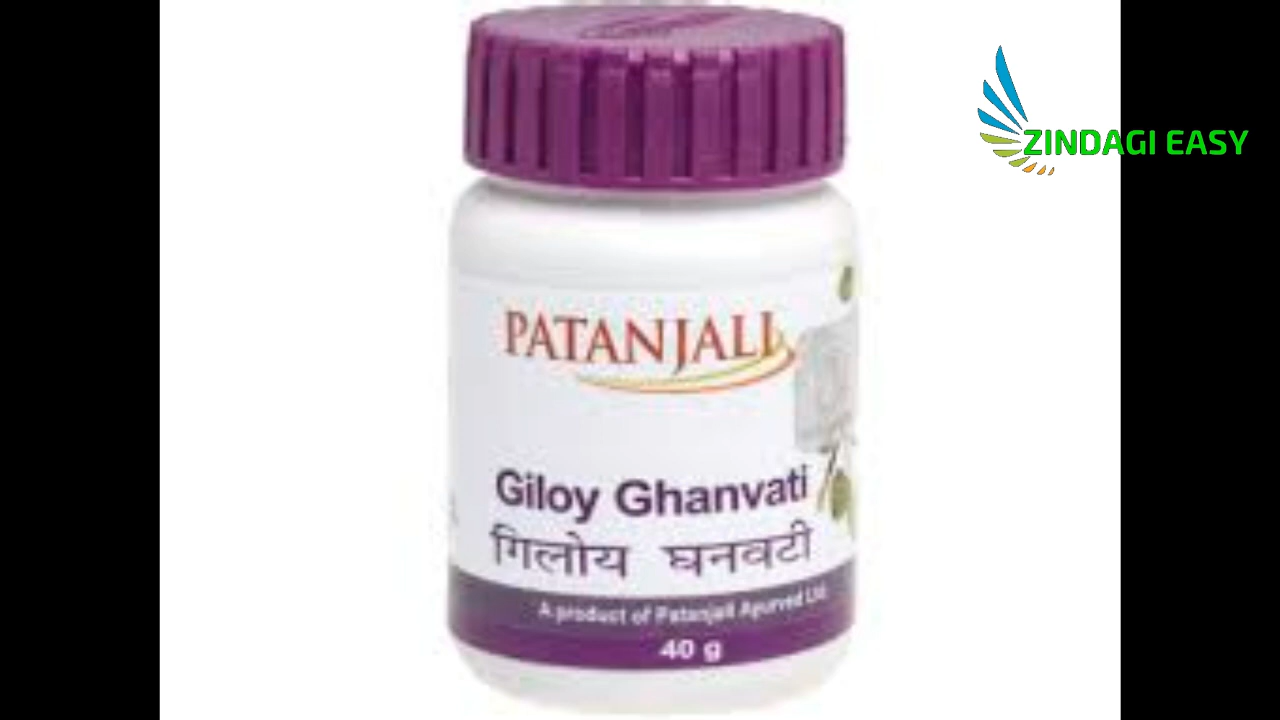 ZINDAGI EASY
PATANJALI
Giloy Ghanvati
गिलोय घनवटी
A product of Patanjali Ayurved Ltd.
40 g